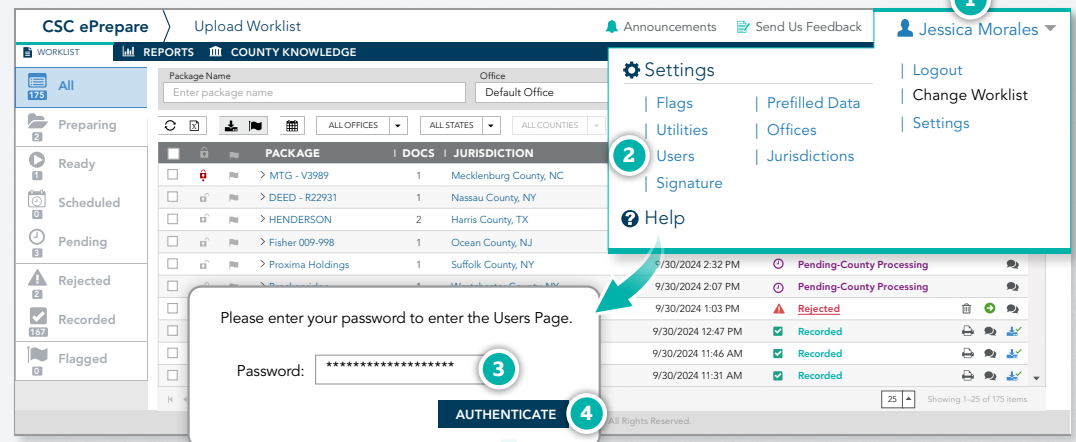 1
CSC ePrepare
Upload Worklist
Announcements
Send Us Feedback
Jessica Morales
WORKLIST
REPORTS
COUNTY KNOWLEDGE
Settings
Flags
Utilities
2
Users
Signature
Prefilled Data
Offices
Jurisdictions
Help
Logout
Change Worklist
Settings
All
175
Preparing
2
Ready
1
Scheduled
0
Pending
3
Rejected
2
Recorded
167
Flagged
0
Package Name
Enter package name
Office
Default Office
ALL OFFICES
ALL STATES
ALL COUNTIES
PACKAGE DOCS JURISDICTION
> MTG - V3989 1 Mecklenburg County, NC
> DEED - R22931 1 Nassau County, NY
> HENDERSON 2 Harris County, TX
> Fisher 009-998 1 Ocean County, NJ
> Proxima Holdings 1 Suffolk County, NY 9/30/2024 2:32 PM Pending-County Processing
9/30/2024 2:07 PM Pending-County Processing
9/30/2024 1:03 PM Rejected
9/30/2024 12:47 PM Recorded
9/30/2024 11:46 AM Recorded
9/30/2024 11:31 AM Recorded
Please enter your password to enter the Users Page.
Password: ******************* 3
AUTHENTICATE 4
25
Showing 1–25 of 175 items
All Rights Reserved.